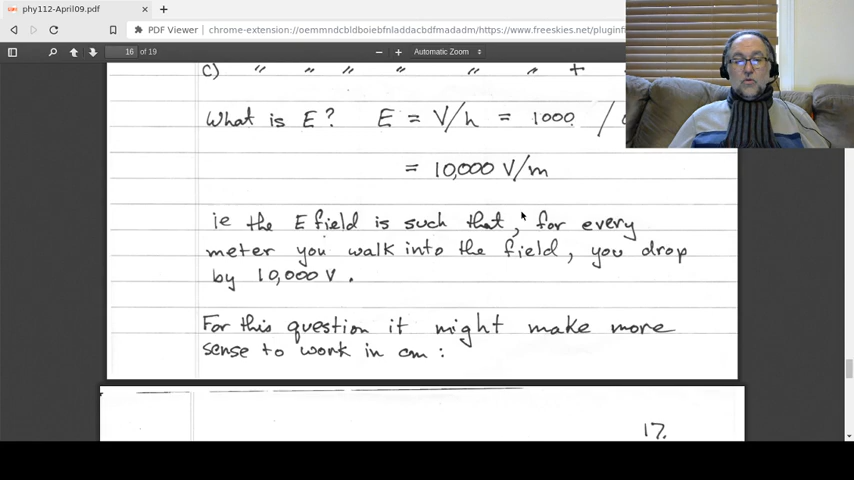 phy112-April09.pdf
PDF Viewer | chrome-extension://oemmndcbldboiebfnladdacbdfmadadm/https://www.freeskies.net/pluginf
16 of 19
Automatic Zoom
c) " " " " " " +
What is E? E = V/h = 1000 /
= 10,000 V/m
ie the E field is such that, for every
meter you walk into the field, you drop
by 10,000 V.
For this question it might make more
sense to work in cm:
17.